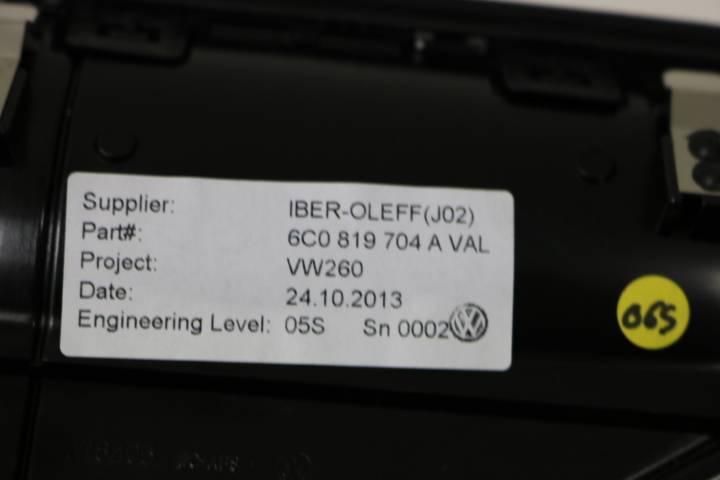 Supplier: IBER-OLEFF(J02)
Part#: 6C0 819 704 A VAL
Project: VW260
Date: 24.10.2013
Engineering Level: 05S Sn 0002
065